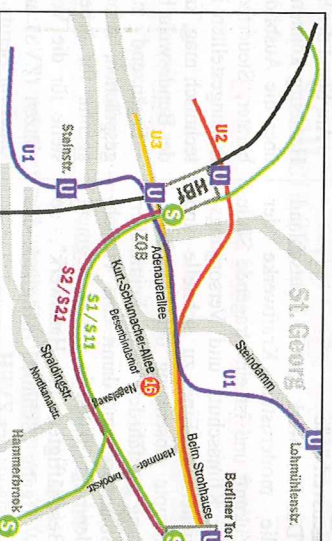 St. Georg
Lohmühlenstr.
U1
Steindamm
U2
Berliner Tor
U
U
HBf
Beim Strohhause
U3
U
S
Adenauerallee
ZOB
Kurt-Schumacher-Allee
Besenbinderhof
16
Hammer-
brookstr.
U
S
Steinstr.
U
U1
S1/S11
S2/S21
Nagelsweg
Spaldingstr.
Nordkanalstr.
Hammerbrook
S